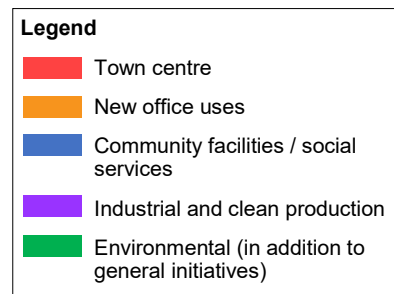 Legend
Town centre
New office uses
Community facilities / social
services
Industrial and clean production
Environmental (in addition to
general initiatives)